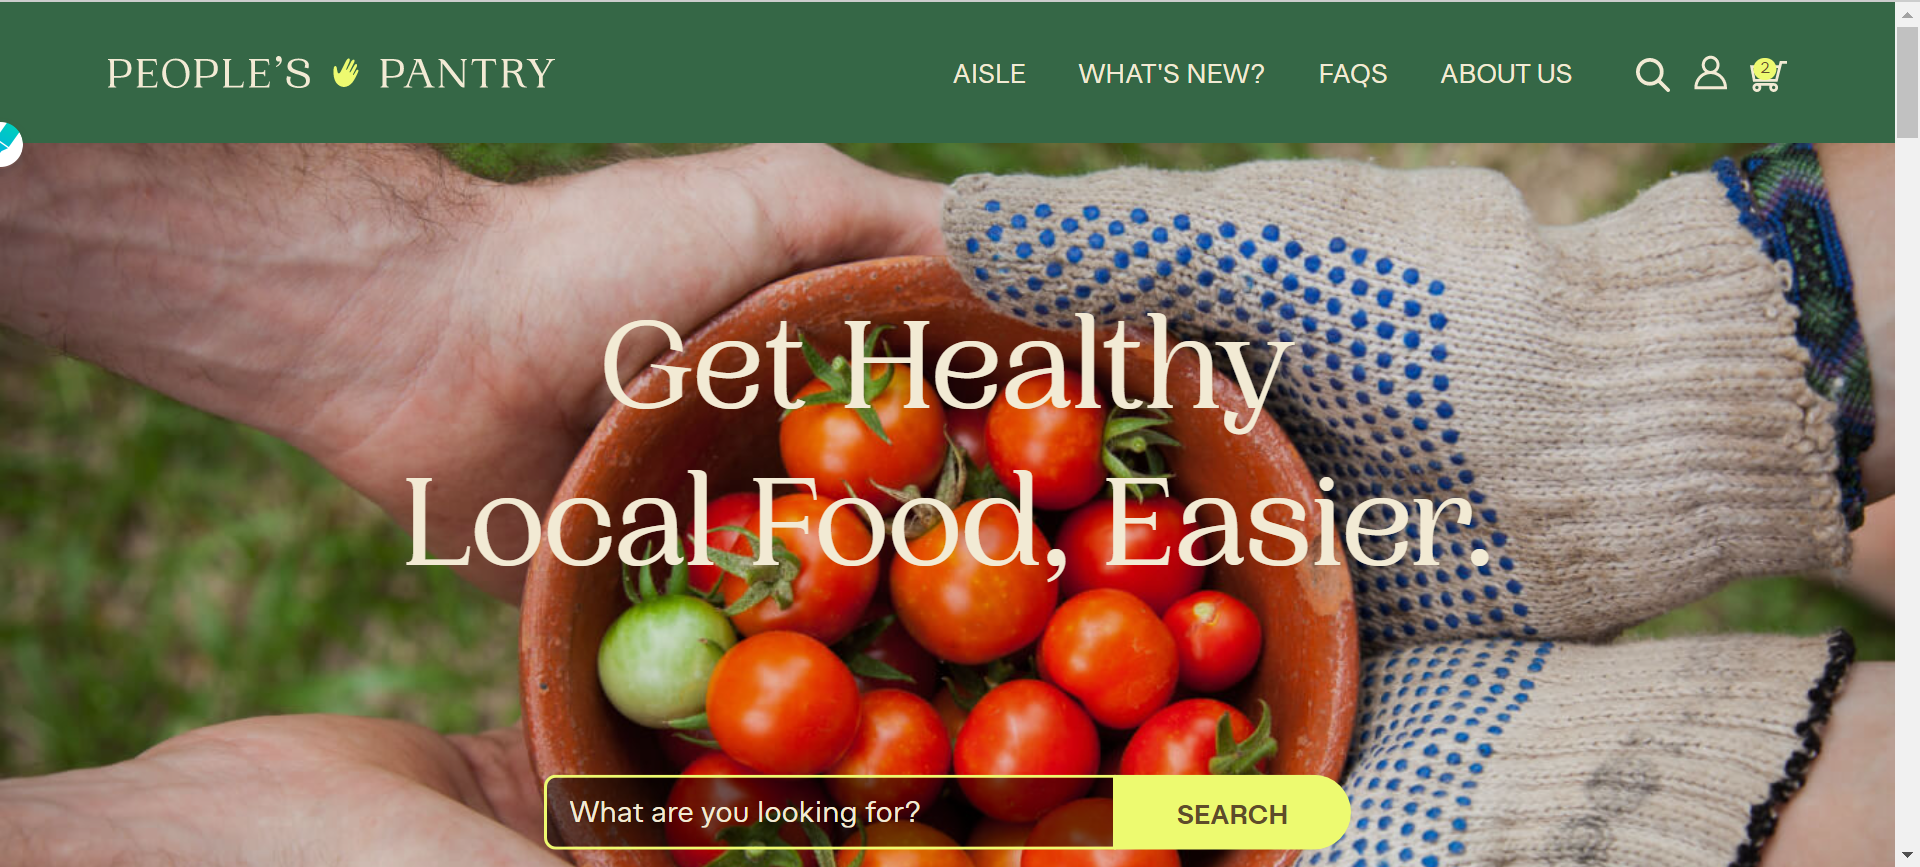 PEOPLE'S PANTRY
AISLE WHAT'S NEW? FAQS ABOUT US 2
Get Healthy
Local Food, Easier.
What are you looking for? SEARCH